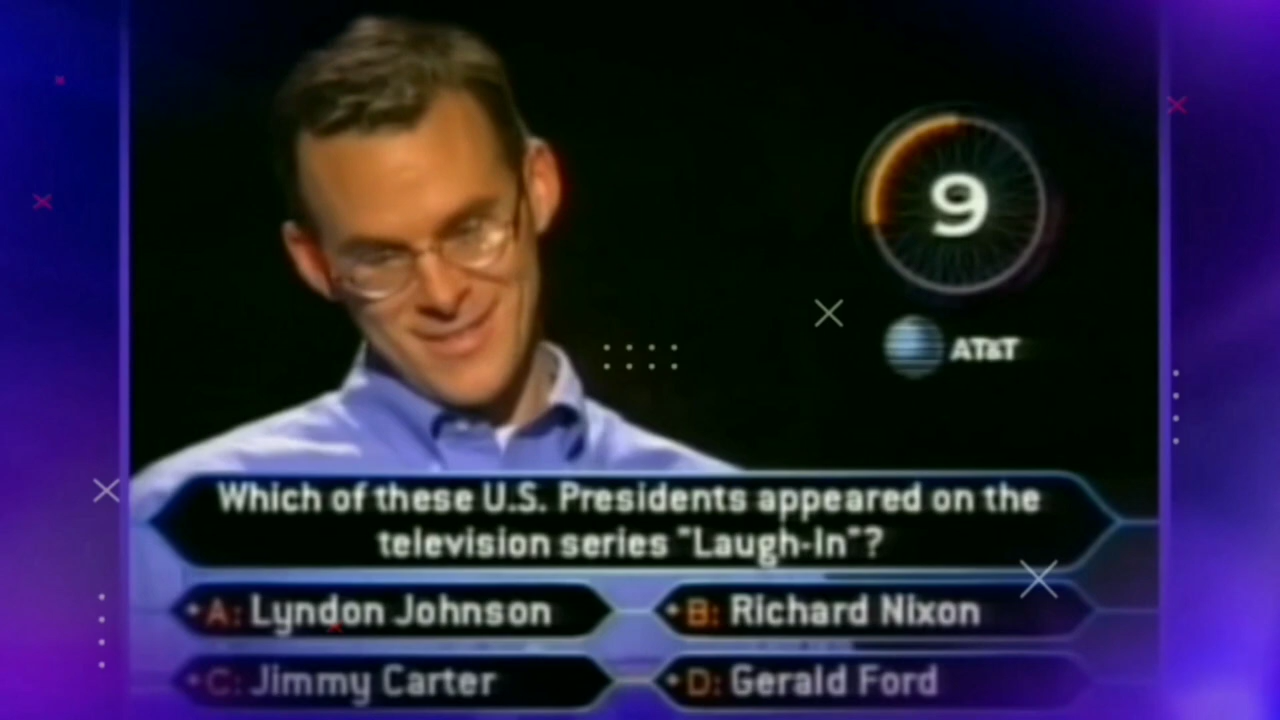 9
AT&T
Which of these U.S. Presidents appeared on the
television series "Laugh-In"?
A: Lyndon Johnson
B: Richard Nixon
C: Jimmy Carter
D: Gerald Ford